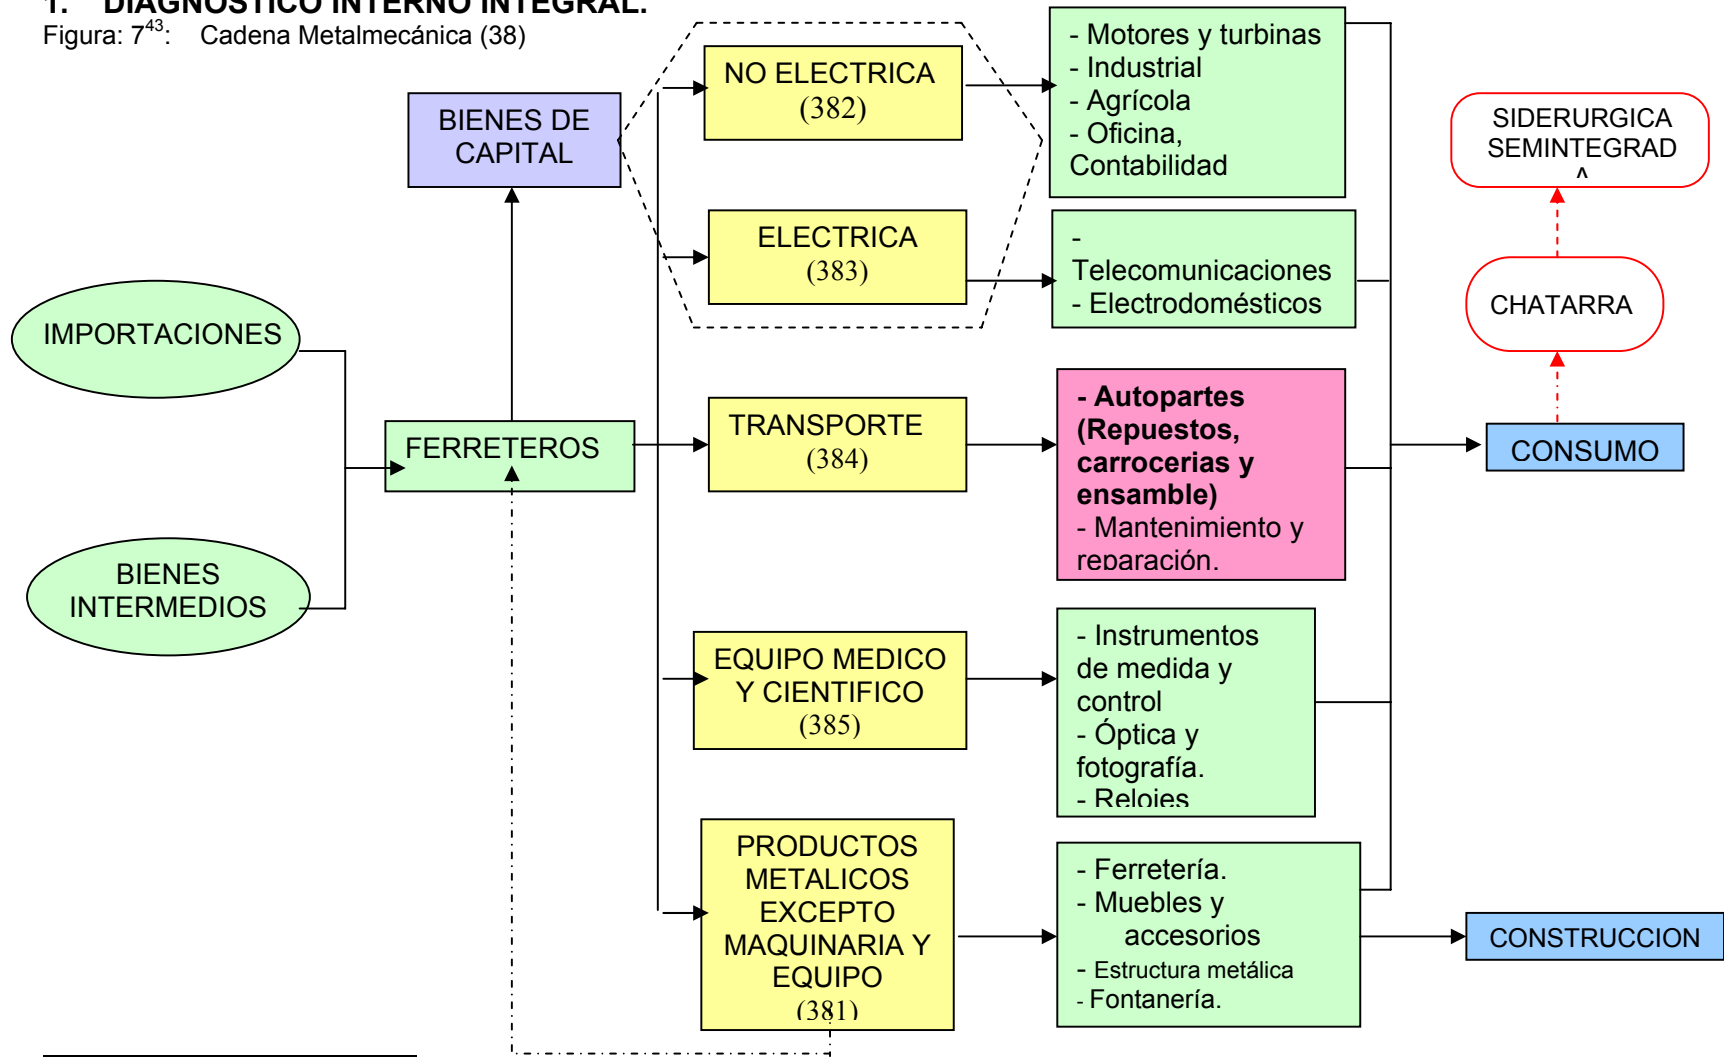 1. DIAGNOSTICO INTERNO INTEGRAL.
Figura: 7⁴³: Cadena Metalmecánica (38)
BIENES DE
CAPITAL
IMPORTACIONES
BIENES
INTERMEDIOS
FERRETEROS
NO ELECTRICA
(382)
ELECTRICA
(383)
TRANSPORTE
(384)
EQUIPO MEDICO
Y CIENTIFICO
(385)
PRODUCTOS
METALICOS
EXCEPTO
MAQUINARIA Y
EQUIPO
(381)
- Motores y turbinas
- Industrial
- Agrícola
- Oficina,
Contabilidad
-
Telecomunicaciones
- Electrodomésticos
- Autopartes
(Repuestos,
carrocerias y
ensamble)
- Mantenimiento y
reparación.
- Instrumentos
de medida y
control
- Óptica y
fotografía.
- Relojes
- Ferretería.
- Muebles y
accesorios
- Estructura metálica
- Fontanería.
SIDERURGICA
SEMINTEGRAD
A
CHATARRA
CONSUMO
CONSTRUCCION